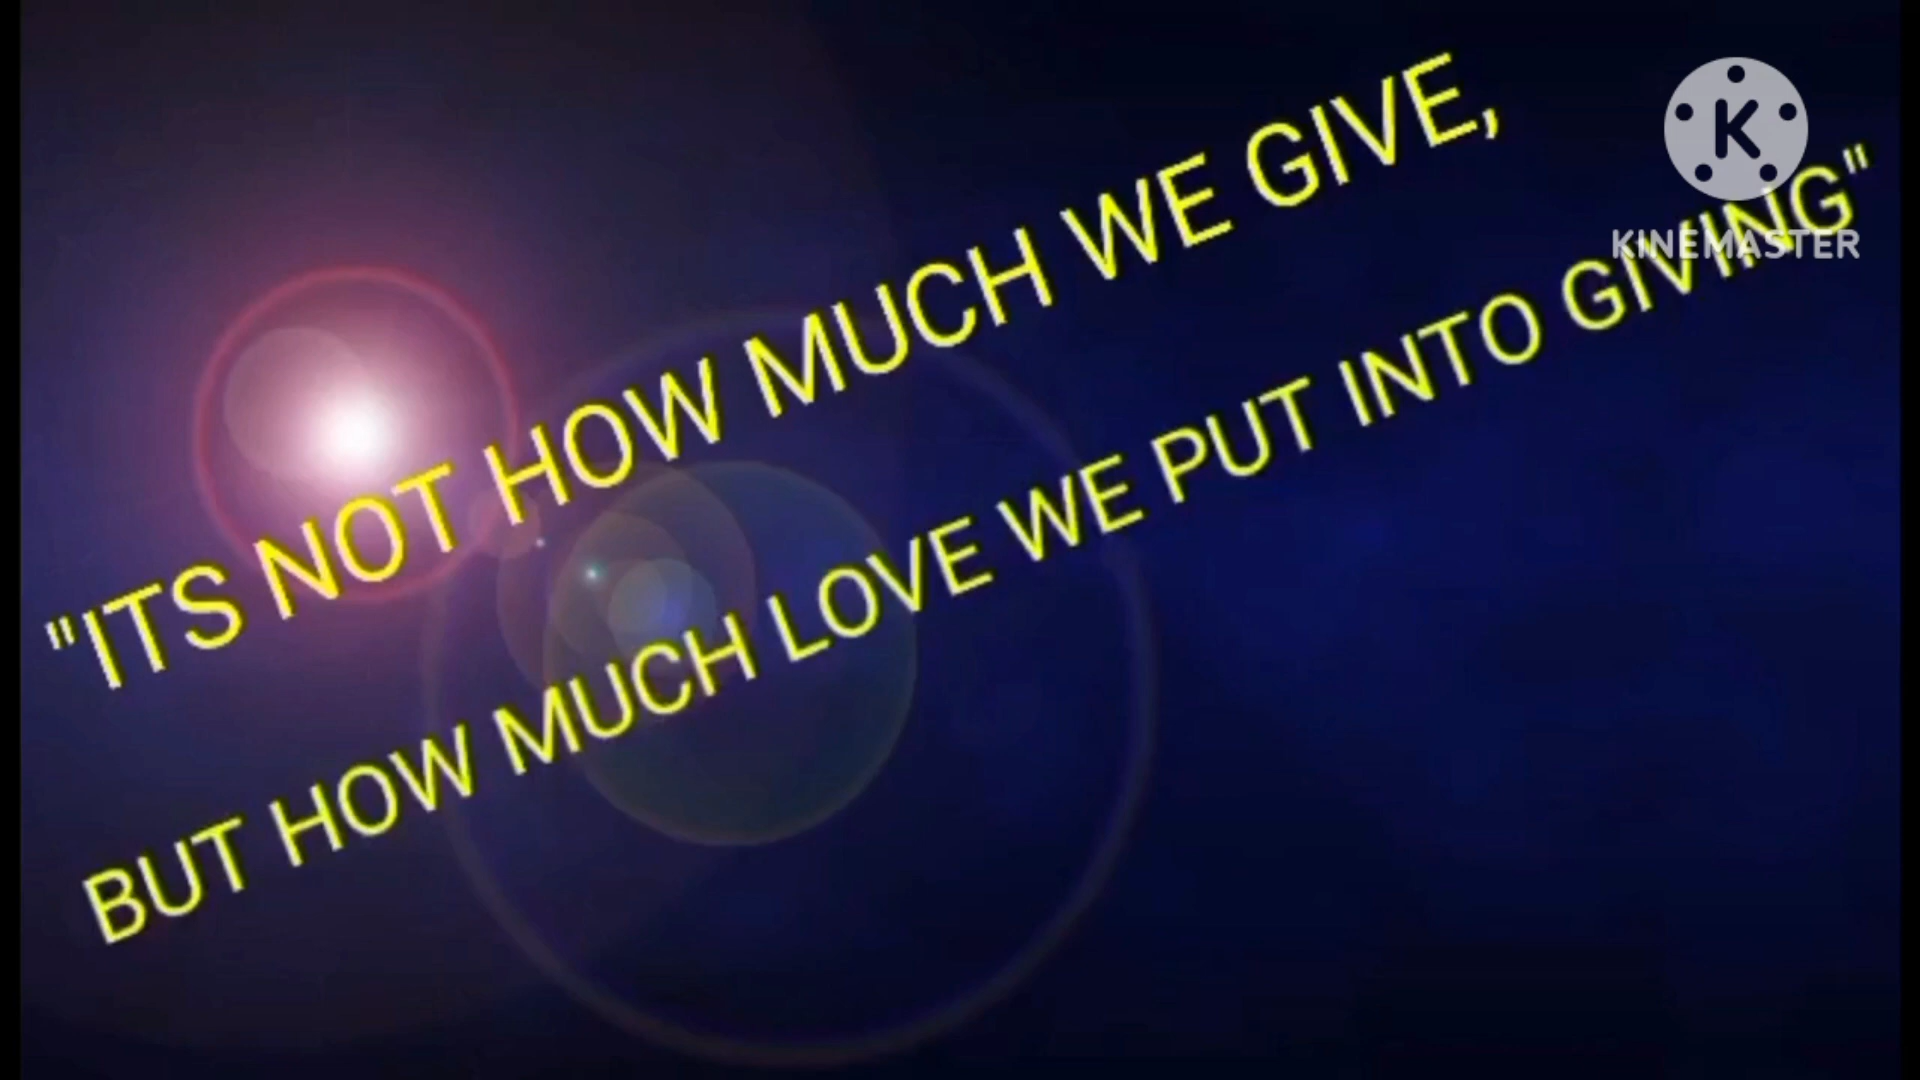 "ITS NOT HOW MUCH WE GIVE,
BUT HOW MUCH LOVE WE PUT INTO GIVING"
K
KINEMASTER